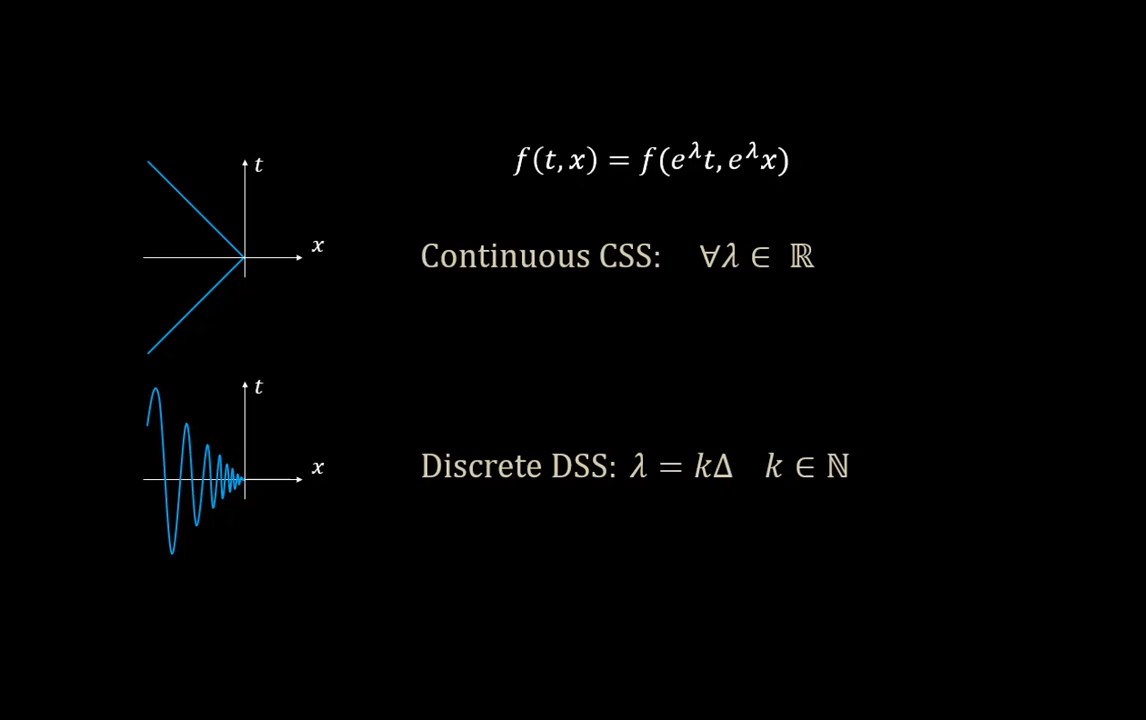 f(t, x) = f(e^λ t, e^λ x)
t
x
Continuous CSS: ∀λ ∈ ℝ
t
x
Discrete DSS: λ = kΔ k ∈ ℕ